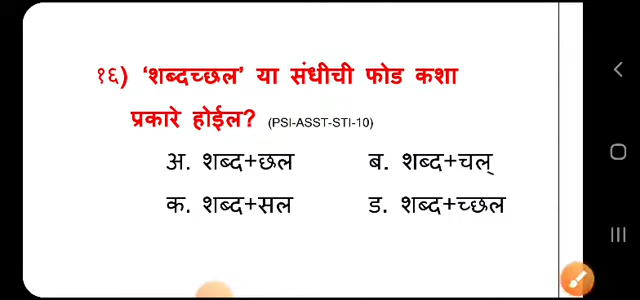 १६) ‘शब्दच्छल’ या संधीची फोड कशा
प्रकारे होईल? (PSI-ASST-STI-10)
अ. शब्द+छल ब. शब्द+चल्
क. शब्द+सल ड. शब्द+च्छल